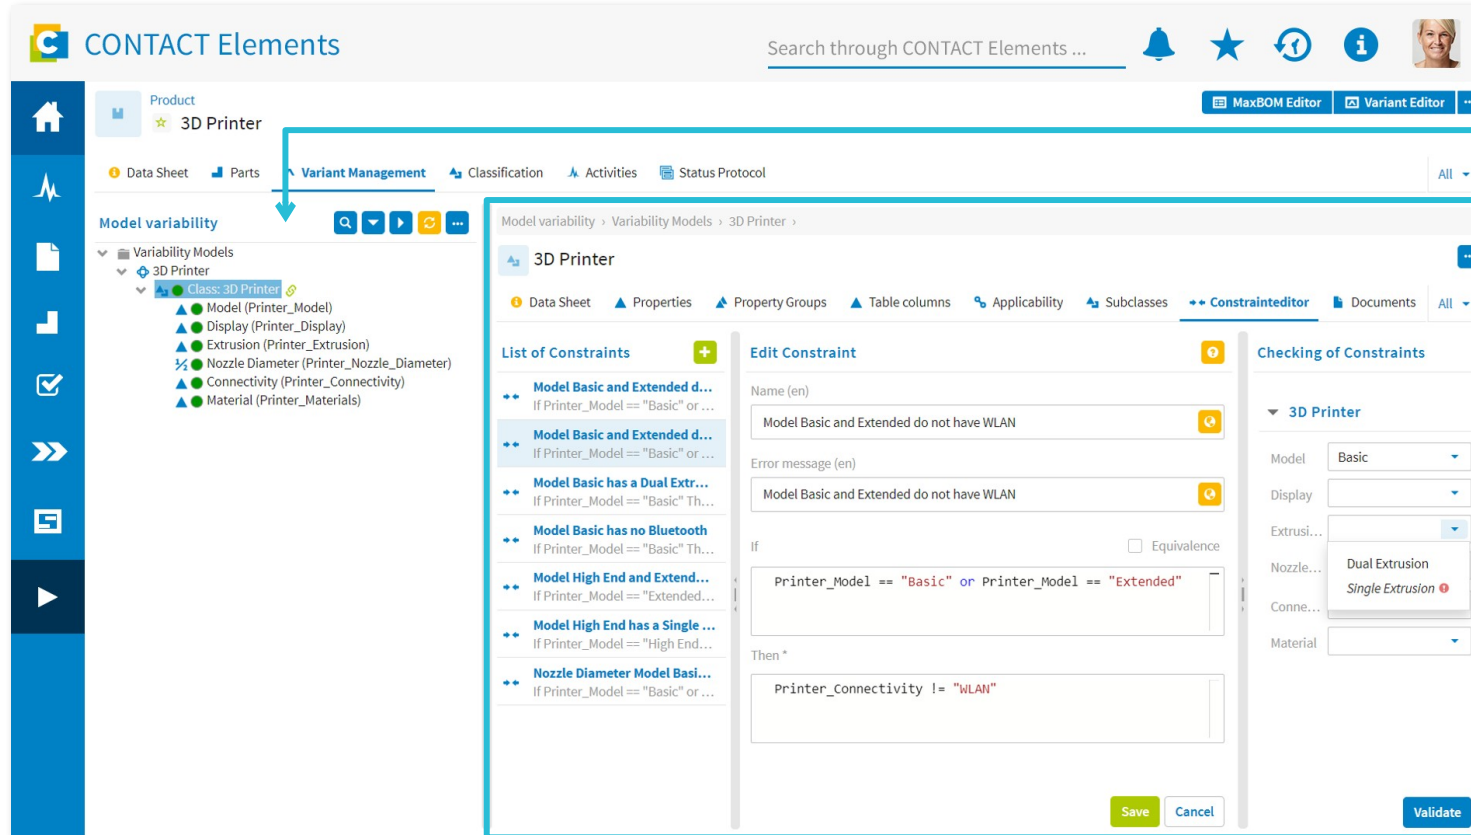 CONTACT Elements
Search through CONTACT Elements ...
Product
3D Printer
MaxBOM Editor
Variant Editor
Data Sheet
Parts
Variant Management
Classification
Activities
Status Protocol
All
Model variability
Variability Models
3D Printer
Class: 3D Printer
Model (Printer_Model)
Display (Printer_Display)
Extrusion (Printer_Extrusion)
Nozzle Diameter (Printer_Nozzle_Diameter)
Connectivity (Printer_Connectivity)
Material (Printer_Materials)
Model variability › Variability Models › 3D Printer ›
3D Printer
Data Sheet
Properties
Property Groups
Table columns
Applicability
Subclasses
Constrainteditor
Documents
All
List of Constraints
Model Basic and Extended d...
If Printer_Model == "Basic" or ...
Model Basic and Extended d...
If Printer_Model == "Basic" or ...
Model Basic has a Dual Extr...
If Printer_Model == "Basic" Th...
Model Basic has no Bluetooth
If Printer_Model == "Basic" Th...
Model High End and Extend...
If Printer_Model == "Extended...
Model High End has a Single ...
If Printer_Model == "High End...
Nozzle Diameter Model Basi...
If Printer_Model == "Basic" or ...
Edit Constraint
Name (en)
Model Basic and Extended do not have WLAN
Error message (en)
Model Basic and Extended do not have WLAN
If
Equivalence
Printer_Model == "Basic" or Printer_Model == "Extended"
Then *
Printer_Connectivity != "WLAN"
Save
Cancel
Checking of Constraints
3D Printer
Model
Basic
Display
Extrusi...
Dual Extrusion
Single Extrusion
Nozzle...
Conne...
Material
Validate